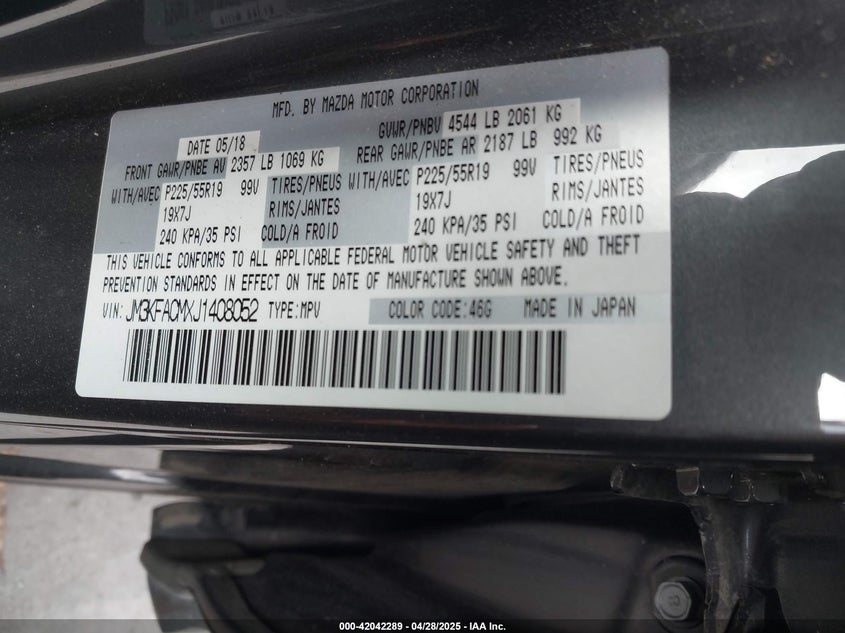 MFD. BY MAZDA MOTOR CORPORATION
DATE 05/18 GVWR/PNBV 4544 LB 2061 KG
FRONT GAWR/PNBE AV 2357 LB 1069 KG REAR GAWR/PNBE AR 2187 LB 992 KG
WITH/AVEC P225/55R19 99V TIRES/PNEUS WITH/AVEC P225/55R19 99V TIRES/PNEUS
19X7J RIMS/JANTES 19X7J RIMS/JANTES
240 KPA/35 PSI COLD/A FROID 240 KPA/35 PSI COLD/A FROID
THIS VEHICLE CONFORMS TO ALL APPLICABLE FEDERAL MOTOR VEHICLE SAFETY AND THEFT
PREVENTION STANDARDS IN EFFECT ON THE DATE OF MANUFACTURE SHOWN ABOVE.
VIN: JM3KFACMXJ1408052 TYPE:MPV COLOR CODE:46G MADE IN JAPAN
000-42042289 - 04/28/2025 - IAA Inc.